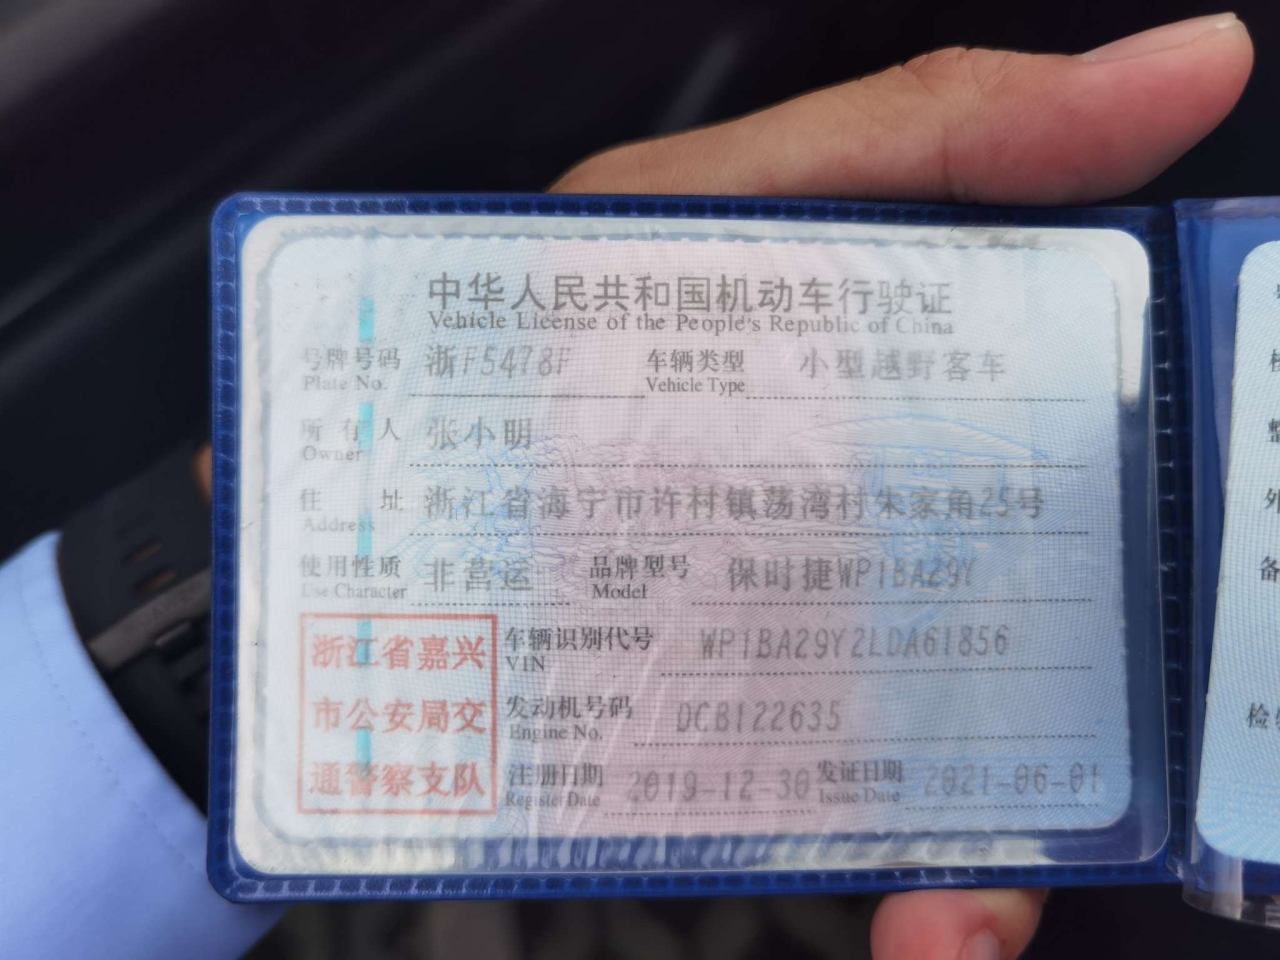 中华人民共和国机动车行驶证
Vehicle License of the People's Republic of China
号牌号码 浙F5478F 车辆类型 小型越野客车
Plate No. Vehicle Type
所有人 张小明
Owner
住址 浙江省海宁市许村镇荡湾村朱家角25号
Address
使用性质 非营运 品牌型号 保时捷WP1BA29Y
Use Character Model
浙江省嘉兴
市公安局交
通警察支队
车辆识别代号 WP1BA29Y2LDA61856
VIN
发动机号码 DCB122635
Engine No.
注册日期 2019-12-30 发证日期 2021-06-01
Register Date Issue Date
整
外
备
检